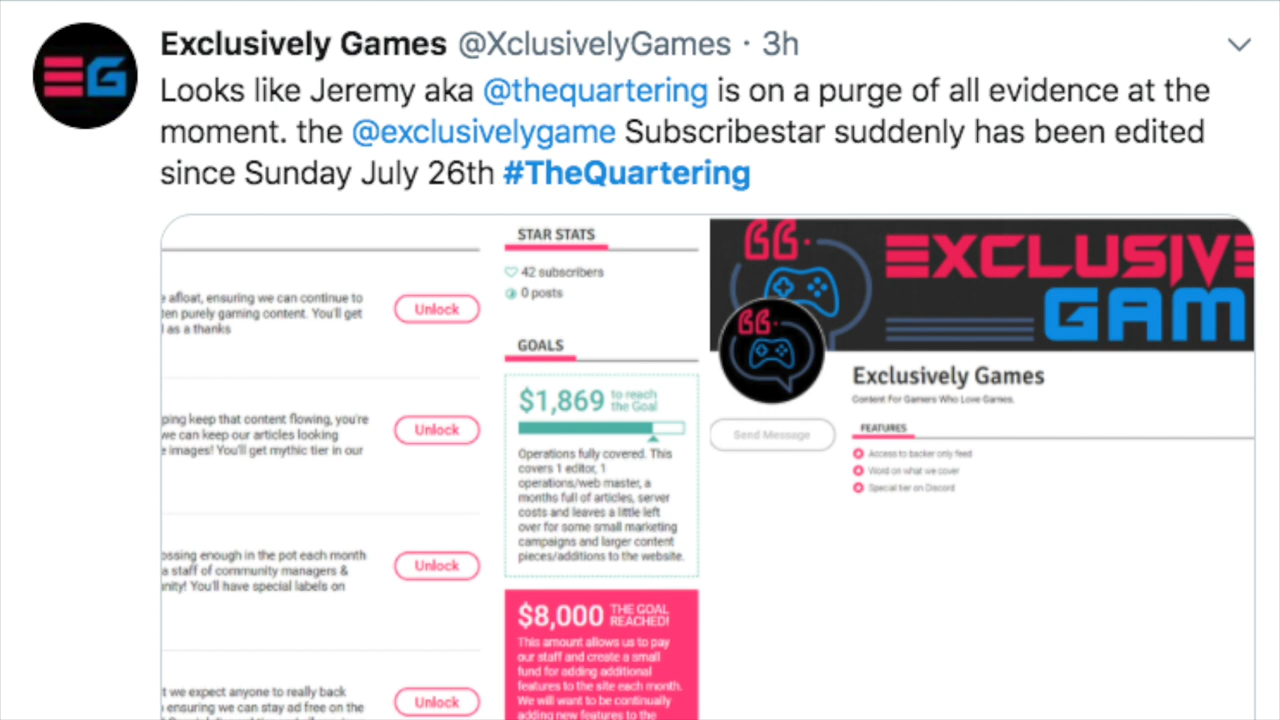 Exclusively Games @XclusivelyGames · 3h
EG
Looks like Jeremy aka @thequartering is on a purge of all evidence at the
moment. the @exclusivelygame Subscribestar suddenly has been edited
since Sunday July 26th #TheQuartering
afloat, ensuring we can continue to
ten purely gaming content. You'll get
as a thanks
Unlock
ping keep that content flowing, you're
we can keep our articles looking
images! You'll get mythic tier in our
Unlock
ossing enough in the pot each month
a staff of community managers &
nity! You'll have special labels on
Unlock
t we expect anyone to really back
ensuring we can stay ad free on the
Unlock
STAR STATS
42 subscribers
0 posts
GOALS
$1,869 to reach
the Goal
Operations fully covered. This
covers 1 editor, 1
operations/web master, a
months full of articles, server
costs and leaves a little left
over for some small marketing
campaigns and larger content
pieces/additions to the website.
$8,000 THE GOAL
REACHED!
This amount allows us to pay
our staff and create a small
fund for adding additional
features to the site each month.
We will want to be continually
adding new features to the
EXCLUSIVE
GAM
Exclusively Games
Content For Gamers Who Love Games.
Send Message
FEATURES
Access to backer only feed
Word on what we cover
Special tier on Discord